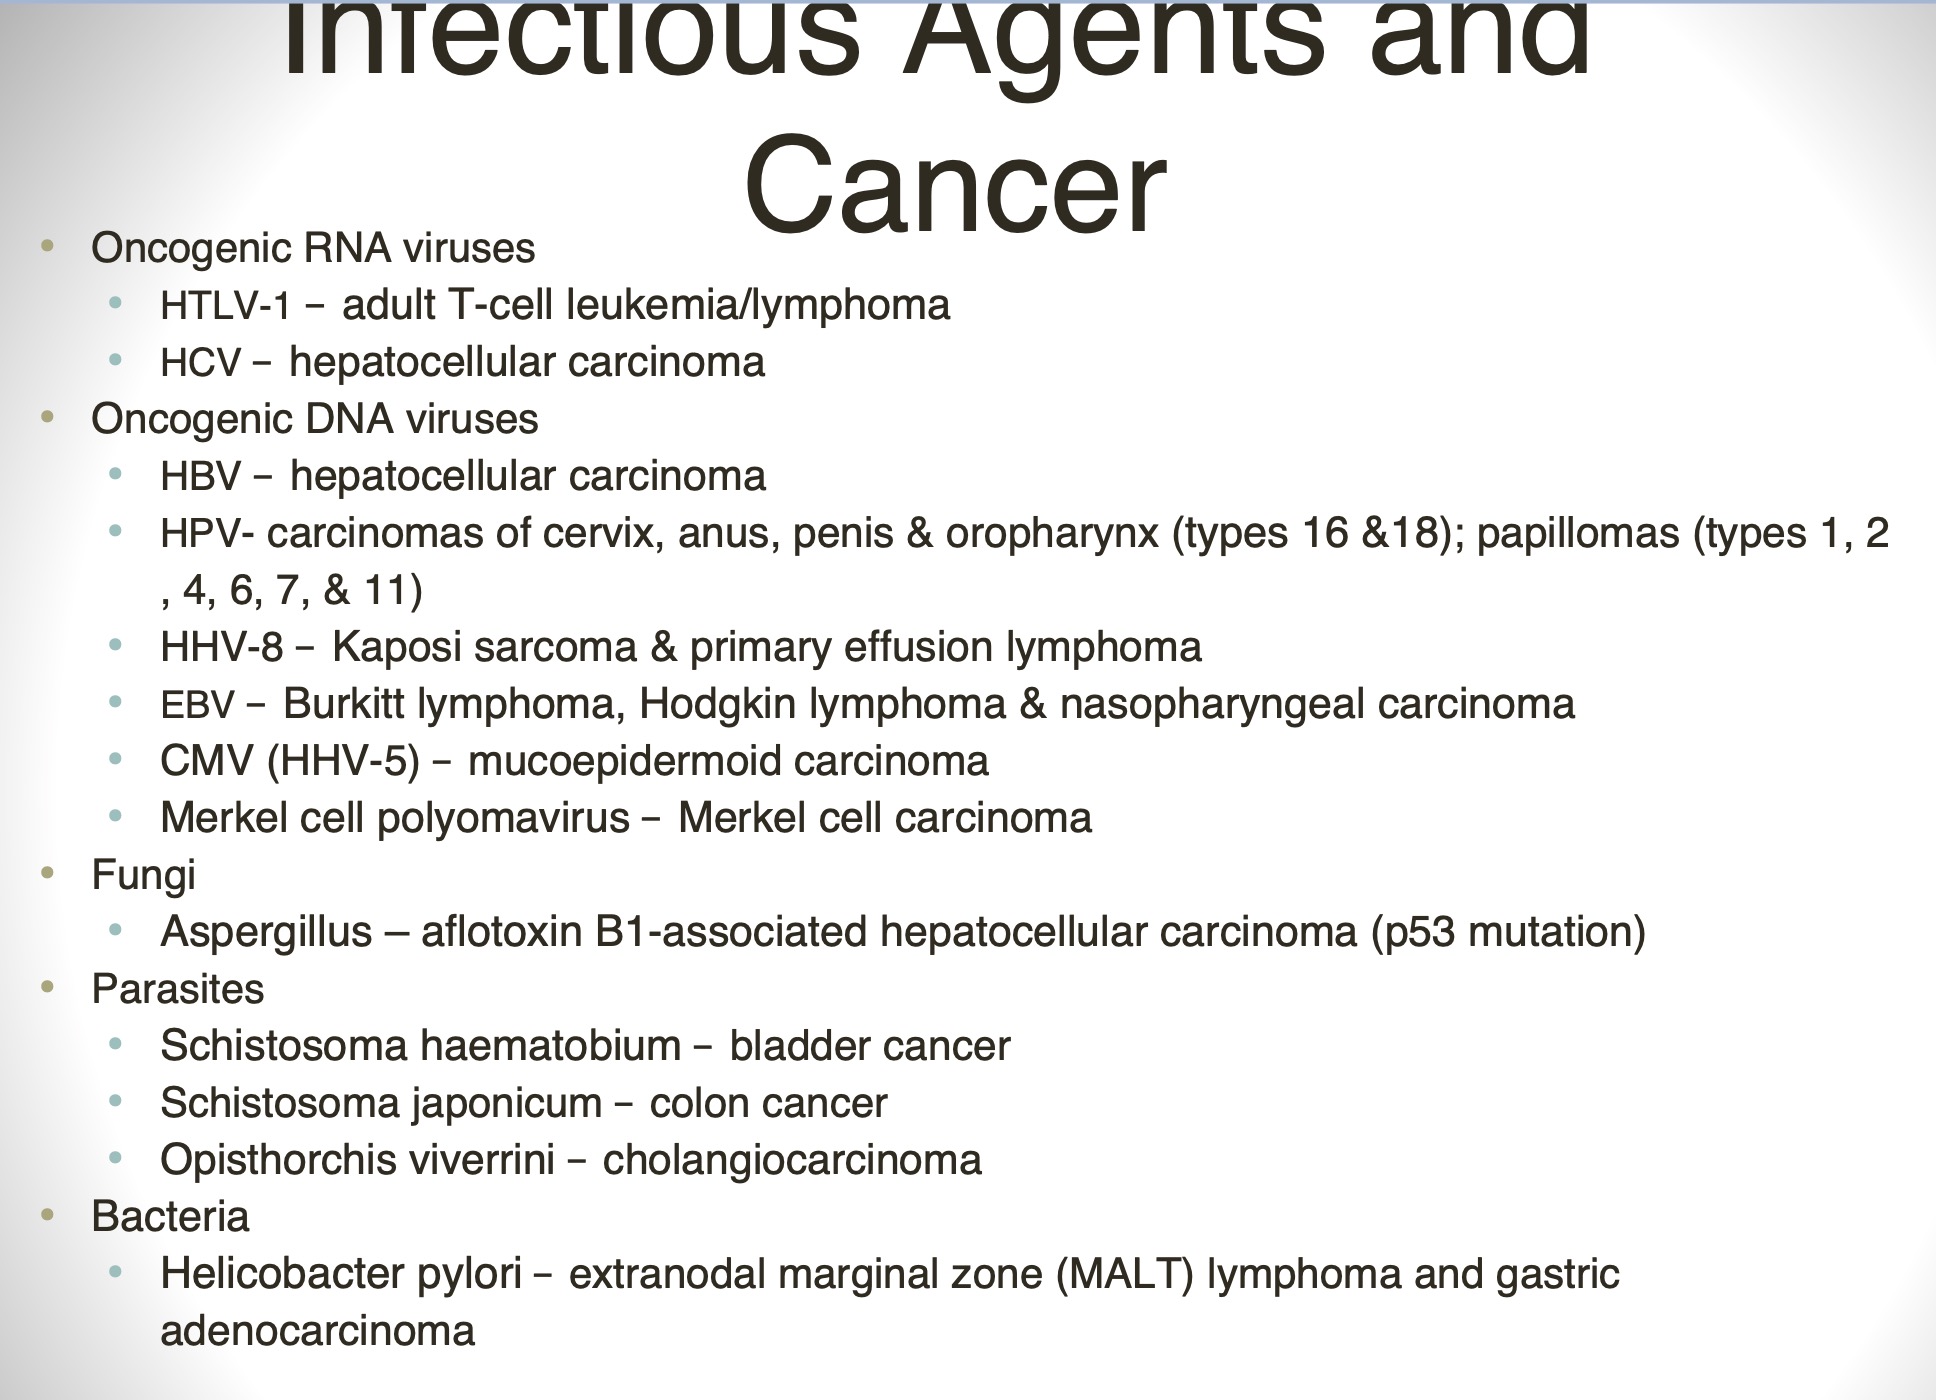 Infectious Agents and
Cancer
• Oncogenic RNA viruses
• HTLV-1 – adult T-cell leukemia/lymphoma
• HCV – hepatocellular carcinoma
• Oncogenic DNA viruses
• HBV – hepatocellular carcinoma
• HPV- carcinomas of cervix, anus, penis & oropharynx (types 16 &18); papillomas (types 1, 2
, 4, 6, 7, & 11)
• HHV-8 – Kaposi sarcoma & primary effusion lymphoma
• EBV – Burkitt lymphoma, Hodgkin lymphoma & nasopharyngeal carcinoma
• CMV (HHV-5) – mucoepidermoid carcinoma
• Merkel cell polyomavirus – Merkel cell carcinoma
• Fungi
• Aspergillus – aflotoxin B1-associated hepatocellular carcinoma (p53 mutation)
• Parasites
• Schistosoma haematobium – bladder cancer
• Schistosoma japonicum – colon cancer
• Opisthorchis viverrini – cholangiocarcinoma
• Bacteria
• Helicobacter pylori – extranodal marginal zone (MALT) lymphoma and gastric
adenocarcinoma